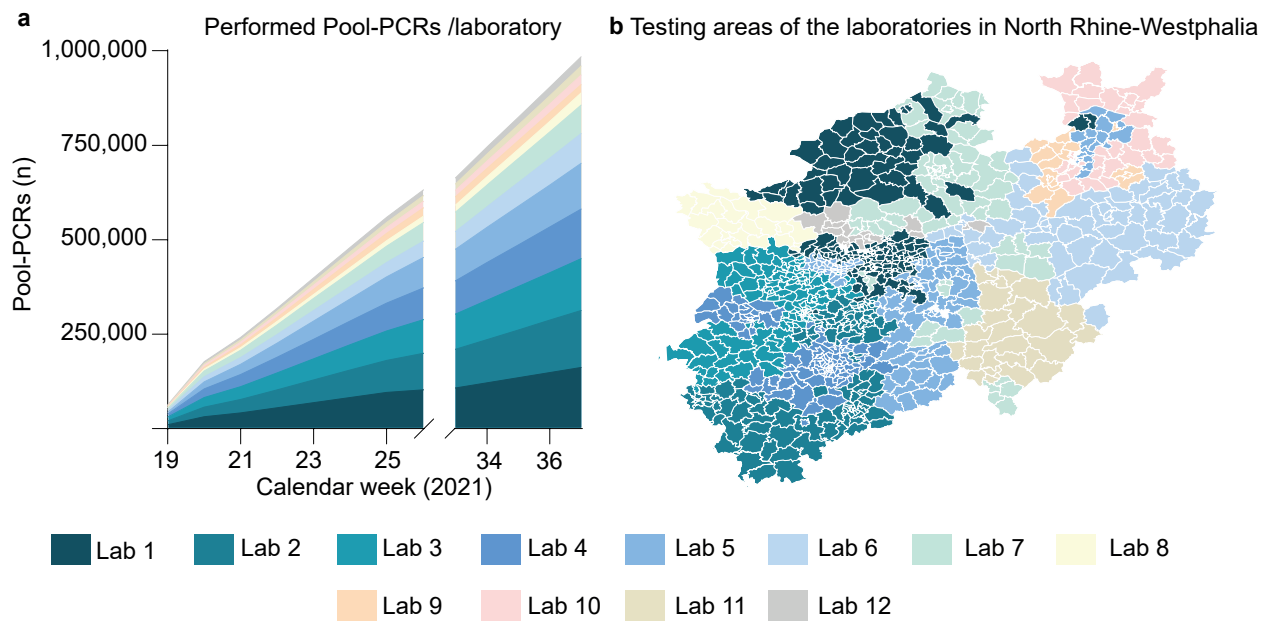 a Performed Pool-PCRs /laboratory
1,000,000
750,000
500,000
250,000
Pool-PCRs (n)
19 21 23 25 34 36
Calendar week (2021)
b Testing areas of the laboratories in North Rhine-Westphalia
Lab 1 Lab 2 Lab 3 Lab 4 Lab 5 Lab 6 Lab 7 Lab 8
Lab 9 Lab 10 Lab 11 Lab 12